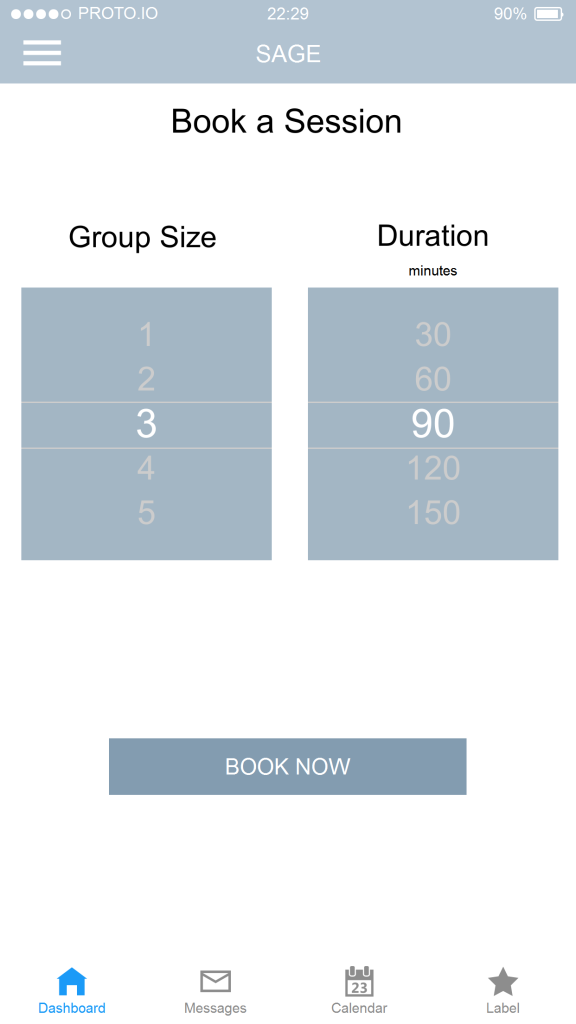 PROTO.IO 22:29 90%
SAGE
Book a Session
Group Size
Duration
minutes
1
2
3
4
5
30
60
90
120
150
BOOK NOW
23
Dashboard Messages Calendar Label